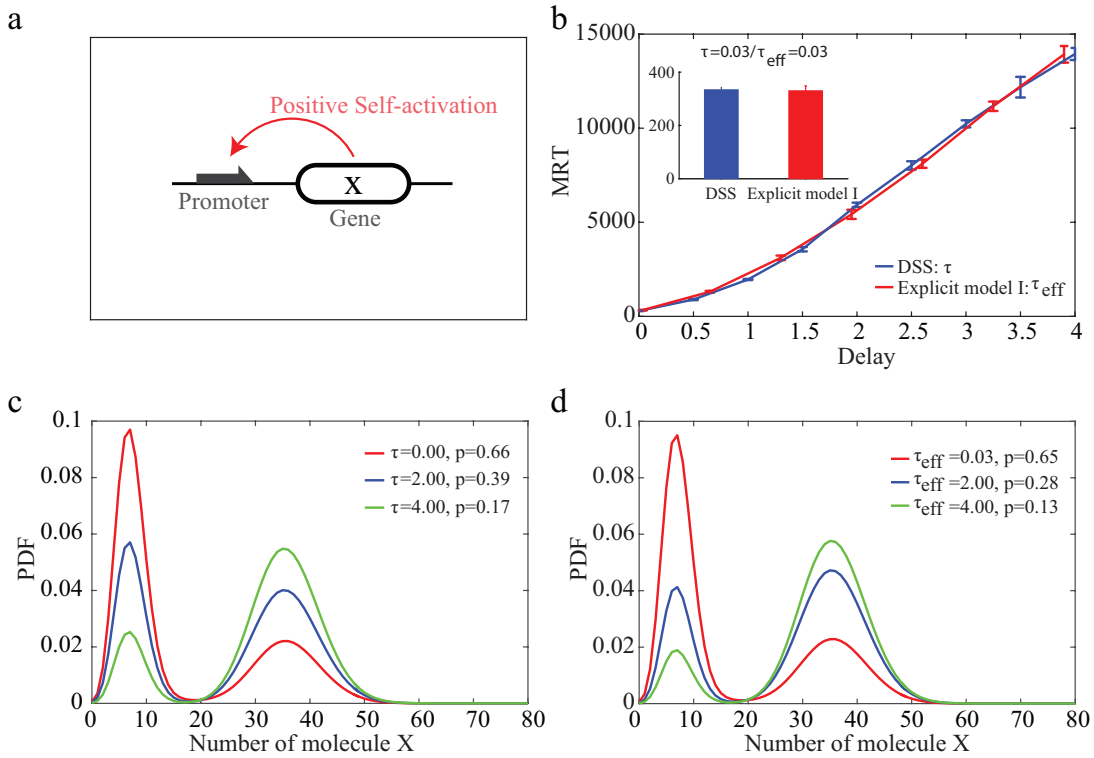 a
Positive Self-activation
X
Promoter
Gene
b
15000
10000
5000
0
MRT
τ=0.03/τeff=0.03
400
200
0
DSS
Explicit model I
DSS: τ
Explicit model I: τeff
0 0.5 1 1.5 2 2.5 3 3.5 4
Delay
c
0.1
0.08
0.06
0.04
0.02
0
PDF
τ=0.00, p=0.66
τ=2.00, p=0.39
τ=4.00, p=0.17
0 10 20 30 40 50 60 70 80
Number of molecule X
d
0.1
0.08
0.06
0.04
0.02
0
PDF
τeff =0.03, p=0.65
τeff =2.00, p=0.28
τeff =4.00, p=0.13
0 10 20 30 40 50 60 70 80
Number of molecule X